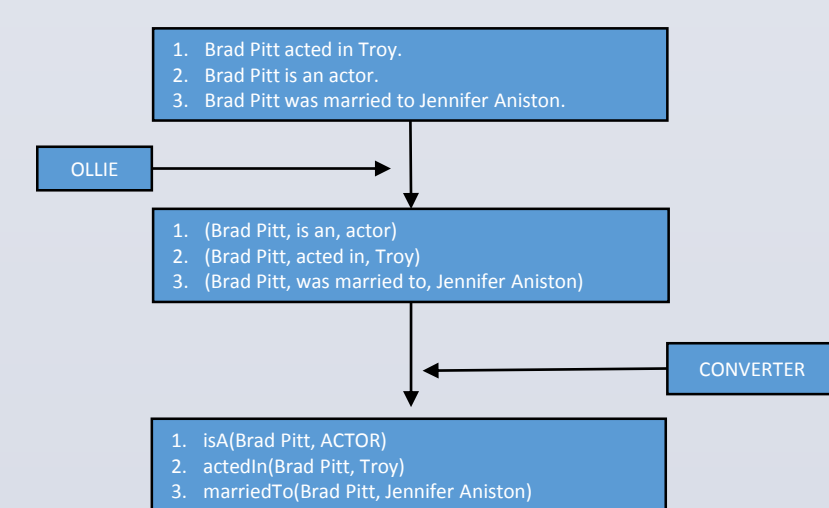 1. Brad Pitt acted in Troy.
2. Brad Pitt is an actor.
3. Brad Pitt was married to Jennifer Aniston.
OLLIE
1. (Brad Pitt, is an, actor)
2. (Brad Pitt, acted in, Troy)
3. (Brad Pitt, was married to, Jennifer Aniston)
CONVERTER
1. isA(Brad Pitt, ACTOR)
2. actedIn(Brad Pitt, Troy)
3. marriedTo(Brad Pitt, Jennifer Aniston)